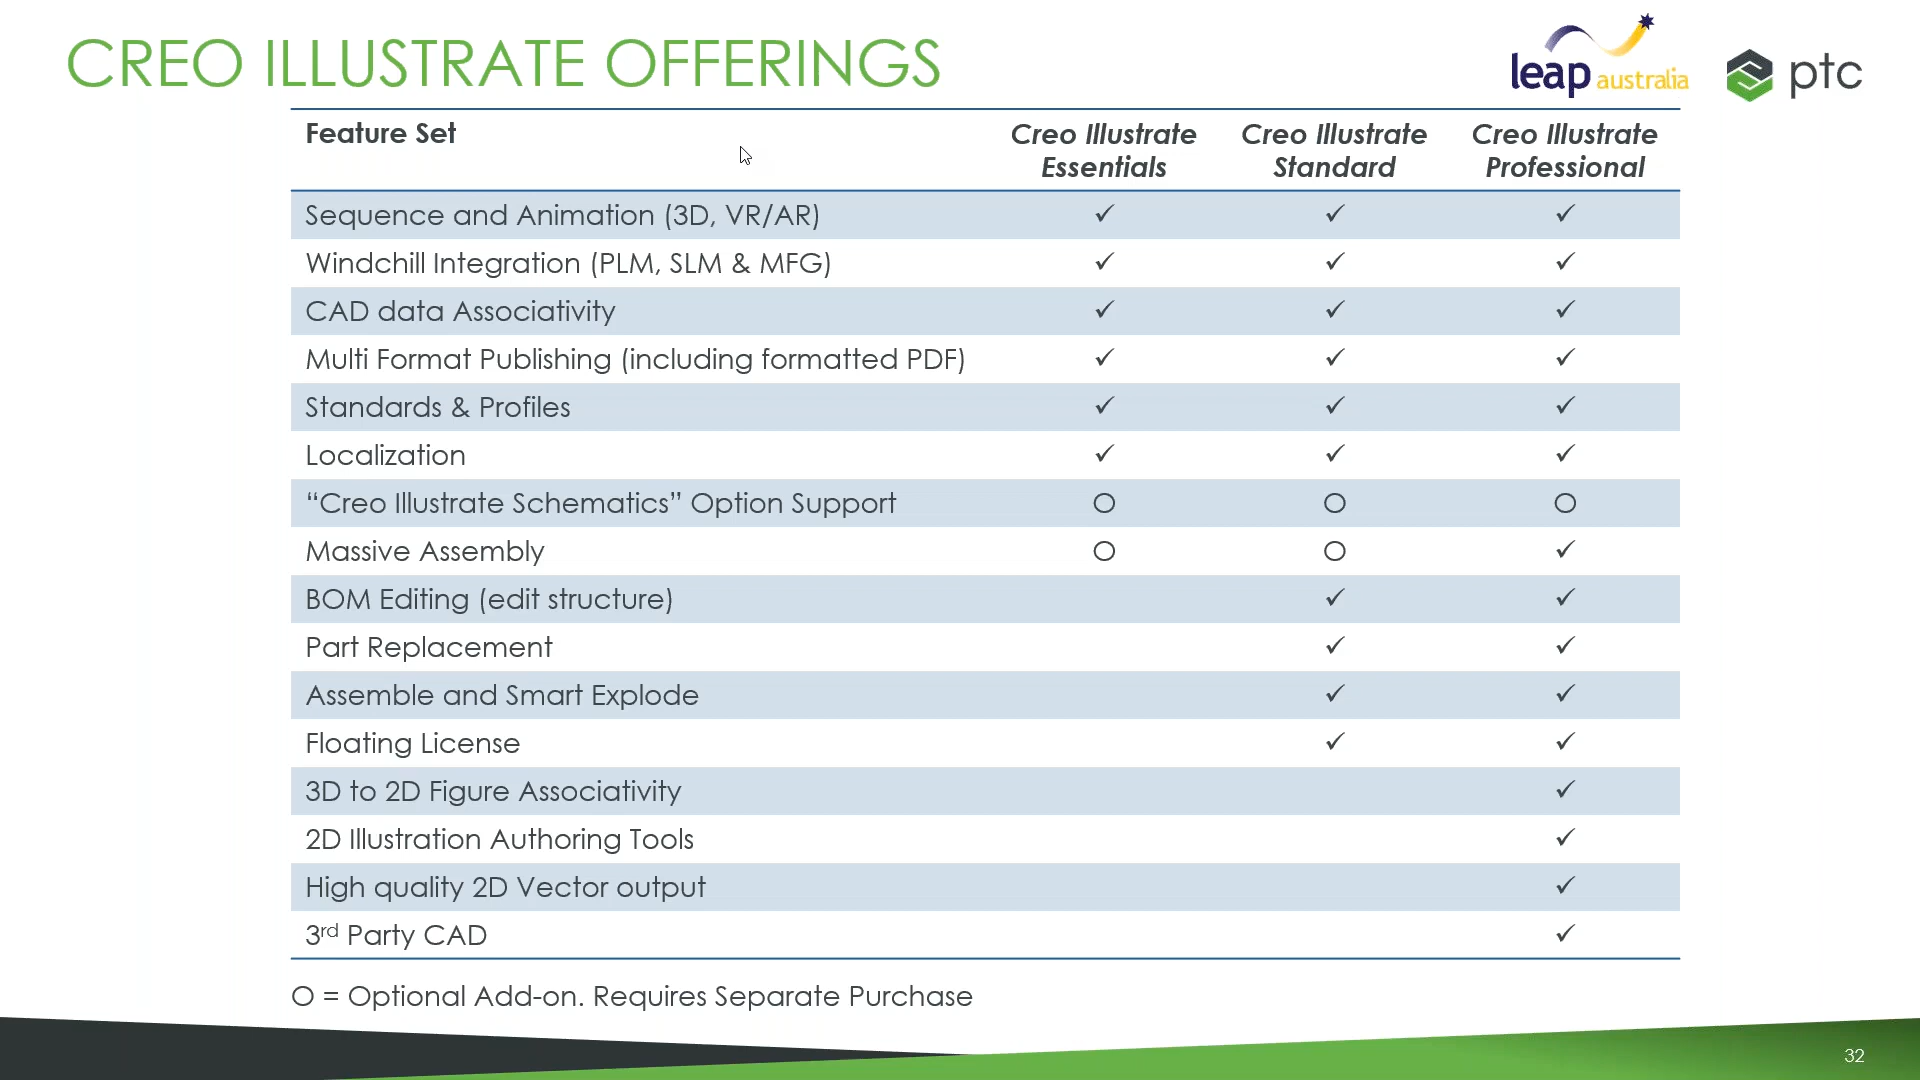 CREO ILLUSTRATE OFFERINGS
leap australia
ptc
Feature Set
Creo Illustrate Essentials
Creo Illustrate Standard
Creo Illustrate Professional
Sequence and Animation (3D, VR/AR) ✓ ✓ ✓
Windchill Integration (PLM, SLM & MFG) ✓ ✓ ✓
CAD data Associativity ✓ ✓ ✓
Multi Format Publishing (including formatted PDF) ✓ ✓ ✓
Standards & Profiles ✓ ✓ ✓
Localization ✓ ✓ ✓
“Creo Illustrate Schematics” Option Support O O O
Massive Assembly O O ✓
BOM Editing (edit structure) ✓ ✓
Part Replacement ✓ ✓
Assemble and Smart Explode ✓ ✓
Floating License ✓ ✓
3D to 2D Figure Associativity ✓
2D Illustration Authoring Tools ✓
High quality 2D Vector output ✓
3rd Party CAD ✓
O = Optional Add-on. Requires Separate Purchase
32